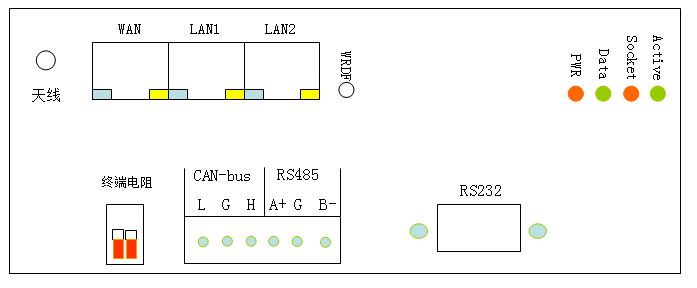 WAN LAN1 LAN2
天线
WRDF
PWR
Data
Socket
Active
终端电阻
CAN-bus RS485
L G H A+ G B-
RS232